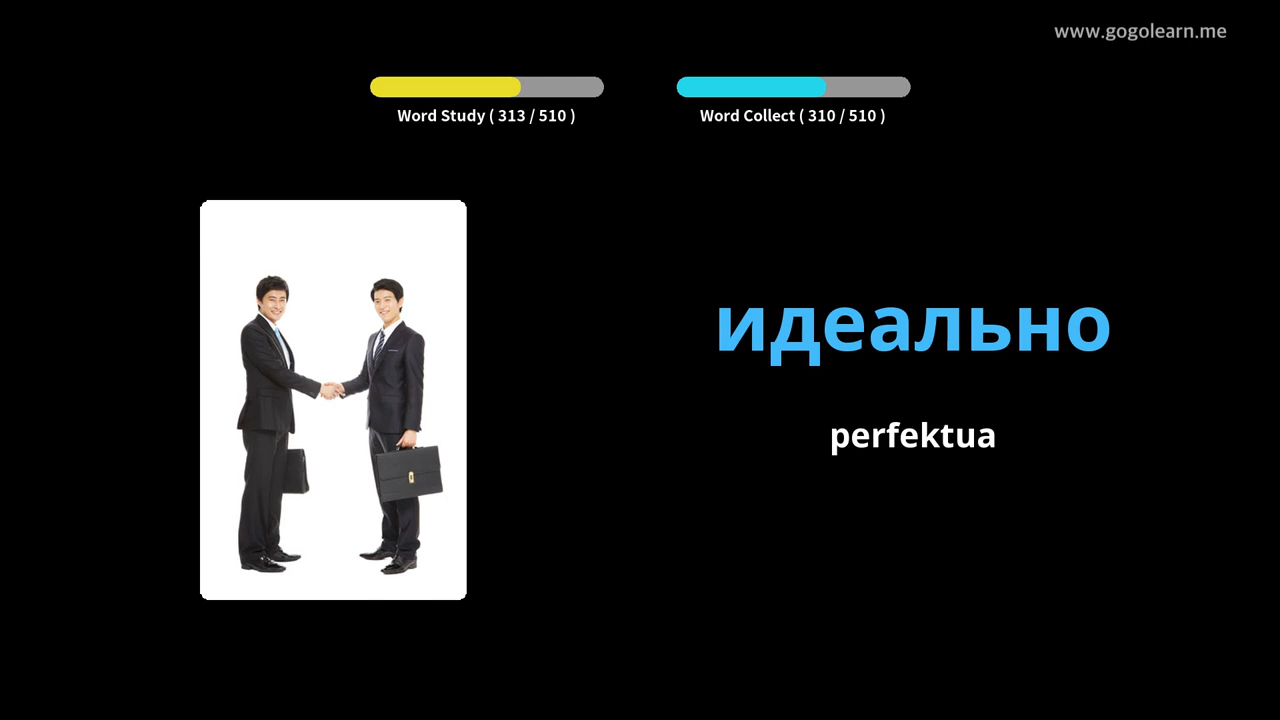 www.gogolearn.me
Word Study ( 313 / 510 )
Word Collect ( 310 / 510 )
идеально
perfektua